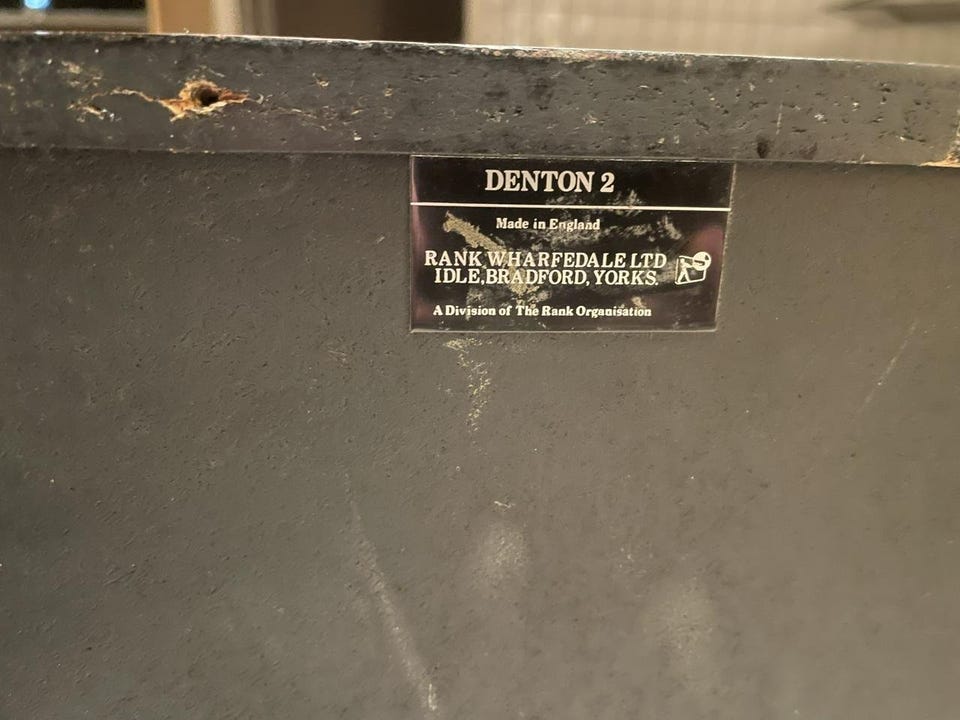 DENTON 2
Made in England
RANK WHARFEDALE LTD
IDLE, BRADFORD, YORKS.
A Division of The Rank Organisation